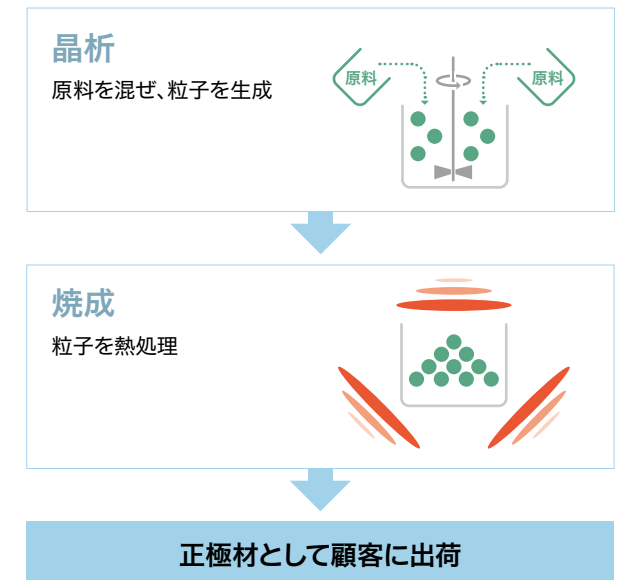 晶析
原料を混ぜ、粒子を生成
原料
原料
焼成
粒子を熱処理
正極材として顧客に出荷